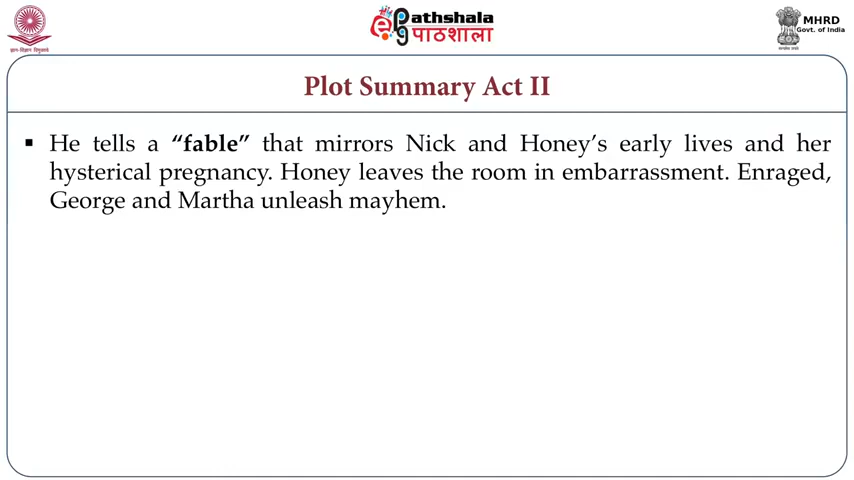 ePathshala
पाठशाला
MHRD
Govt. of India
Plot Summary Act II
▪ He tells a “fable” that mirrors Nick and Honey’s early lives and her
hysterical pregnancy. Honey leaves the room in embarrassment. Enraged,
George and Martha unleash mayhem.